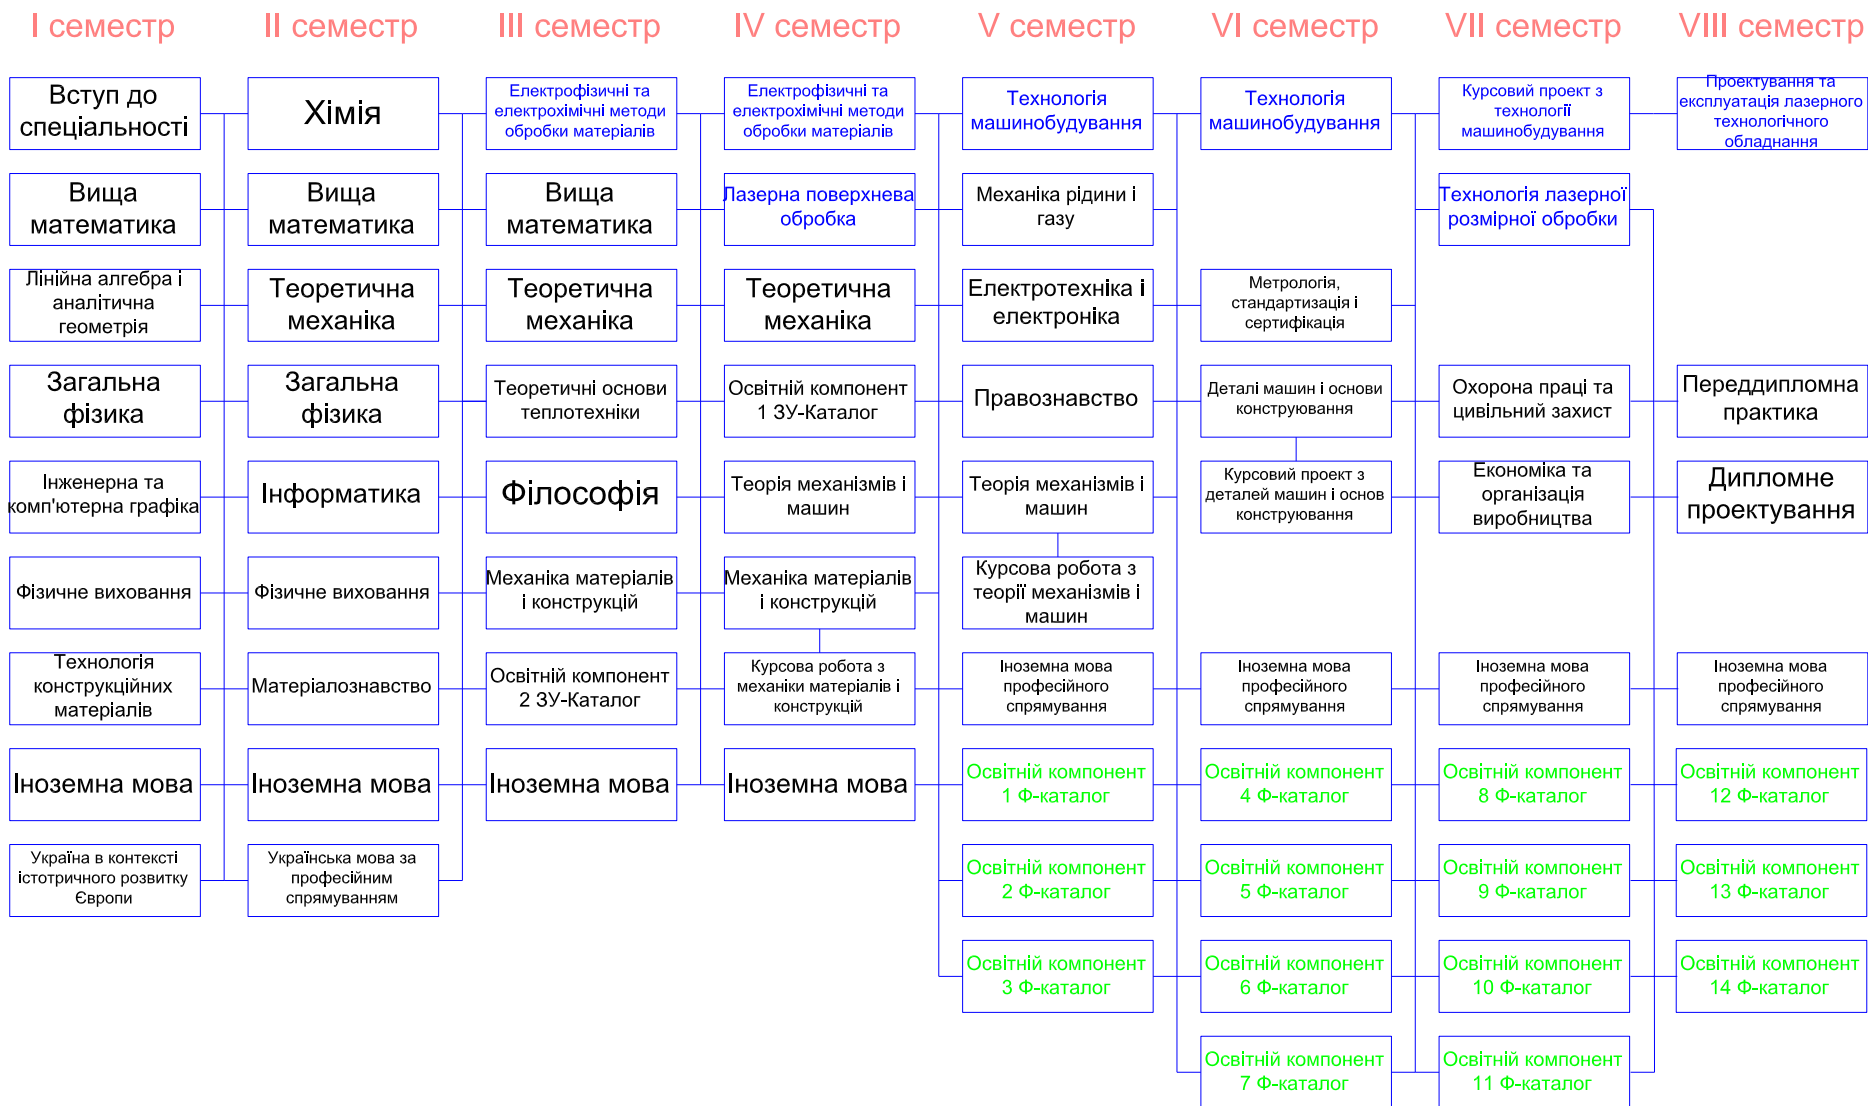 I семестр
II семестр
III семестр
IV семестр
V семестр
VI семестр
VII семестр
VIII семестр
Вступ до
спеціальності
Хімія
Електрофізичні та
електрохімічні методи
обробки матеріалів
Електрофізичні та
електрохімічні методи
обробки матеріалів
Технологія
машинобудування
Технологія
машинобудування
Курсовий проект з
технології
машинобудування
Проектування та
експлуатація лазерного
технологічного
обладнання
Вища
математика
Вища
математика
Вища
математика
Лазерна поверхнева
обробка
Механіка рідини і
газу
Технологія лазерної
розмірної обробки
Лінійна алгебра і
аналітична
геометрія
Теоретична
механіка
Теоретична
механіка
Теоретична
механіка
Електротехніка і
електроніка
Метрологія,
стандартизація і
сертифікація
Загальна
фізика
Загальна
фізика
Теоретичні основи
теплотехніки
Освітній компонент
1 ЗУ-Каталог
Правознавство
Деталі машин і основи
конструювання
Охорона праці та
цивільний захист
Переддипломна
практика
Інженерна та
комп'ютерна графіка
Інформатика
Філософія
Теорія механізмів і
машин
Теорія механізмів і
машин
Курсовий проект з
деталей машин і основ
конструювання
Економіка та
організація
виробництва
Дипломне
проектування
Фізичне виховання
Фізичне виховання
Механіка матеріалів
і конструкцій
Механіка матеріалів
і конструкцій
Курсова робота з
теорії механізмів і
машин
Технологія
конструкційних
матеріалів
Матеріалознавство
Освітній компонент
2 ЗУ-Каталог
Курсова робота з
механіки матеріалів і
конструкцій
Іноземна мова
професійного
спрямування
Іноземна мова
професійного
спрямування
Іноземна мова
професійного
спрямування
Іноземна мова
професійного
спрямування
Іноземна мова
Іноземна мова
Іноземна мова
Іноземна мова
Освітній компонент
1 Ф-каталог
Освітній компонент
4 Ф-каталог
Освітній компонент
8 Ф-каталог
Освітній компонент
12 Ф-каталог
Україна в контексті
істотричного розвитку
Європи
Українська мова за
професійним
спрямуванням
Освітній компонент
2 Ф-каталог
Освітній компонент
5 Ф-каталог
Освітній компонент
9 Ф-каталог
Освітній компонент
13 Ф-каталог
Освітній компонент
3 Ф-каталог
Освітній компонент
6 Ф-каталог
Освітній компонент
10 Ф-каталог
Освітній компонент
14 Ф-каталог
Освітній компонент
7 Ф-каталог
Освітній компонент
11 Ф-каталог